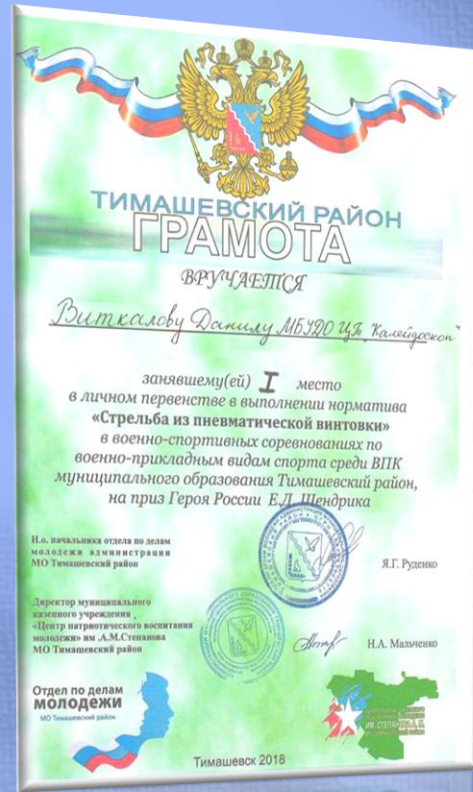 ТИМАШЕВСКИЙ РАЙОН
ГРАМОТА
ВРУЧАЕТСЯ
Виткалову Данилу МБУДО ЦТ "Калейдоскоп"
занявшему(ей) I место
в личном первенстве в выполнении норматива
«Стрельба из пневматической винтовки»
в военно-спортивных соревнованиях по
военно-прикладным видам спорта среди ВПК
муниципального образования Тимашевский район,
на приз Героя России Е.Д. Шендрика
И.о. начальника отдела по делам
молодежи администрации
МО Тимашевский район
Я.Г. Руденко
Директор муниципального
казенного учреждения
«Центр патриотического воспитания
молодежи» им .А.М.Степанова
МО Тимашевский район
Н.А. Мальченко
Отдел по делам
молодежи
МО Тимашевский район
Тимашевск 2018